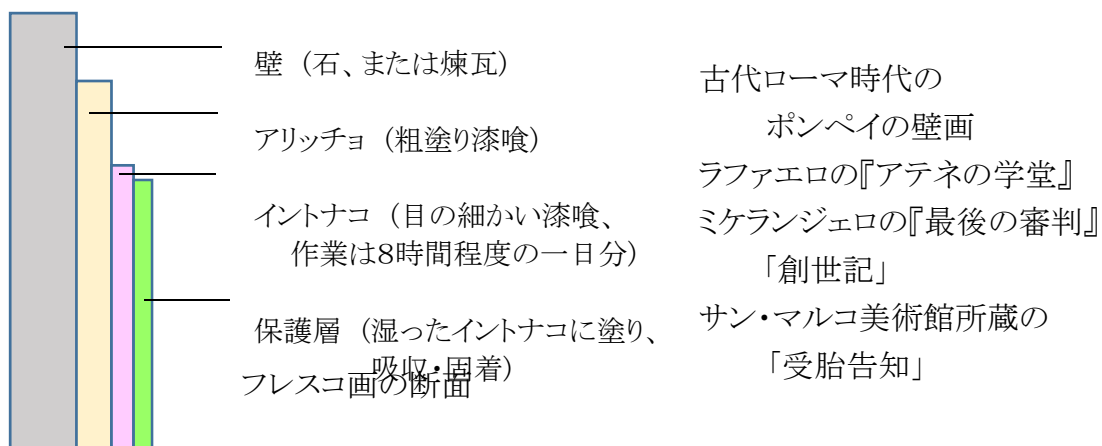 壁 (石、または煉瓦)
アリッチョ (粗塗り漆喰)
イントナコ (目の細かい漆喰、
作業は8時間程度の一日分)
保護層 (湿ったイントナコに塗り、
吸収・固着)
フレスコ画の断面
古代ローマ時代の
ポンペイの壁画
ラファエロの『アテネの学堂』
ミケランジェロの『最後の審判』
「創世記」
サン・マルコ美術館所蔵の
「受胎告知」